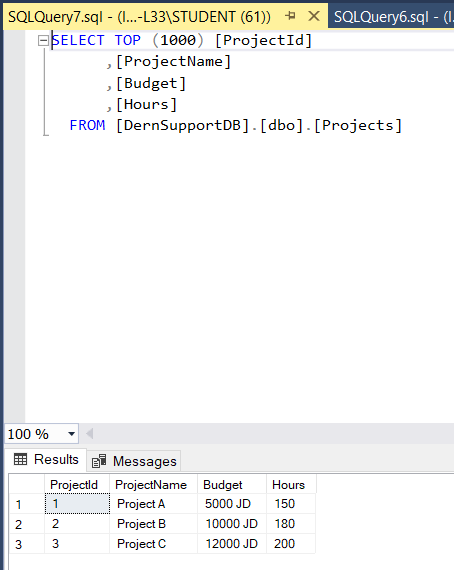 SQLQuery7.sql - (l...-L33\STUDENT (61)) SQLQuery6.sql - (l.
SELECT TOP (1000) [ProjectId]
,[ProjectName]
,[Budget]
,[Hours]
FROM [DernSupportDB].[dbo].[Projects]
100 %
Results Messages
ProjectId ProjectName Budget Hours
1 1 Project A 5000 JD 150
2 2 Project B 10000 JD 180
3 3 Project C 12000 JD 200